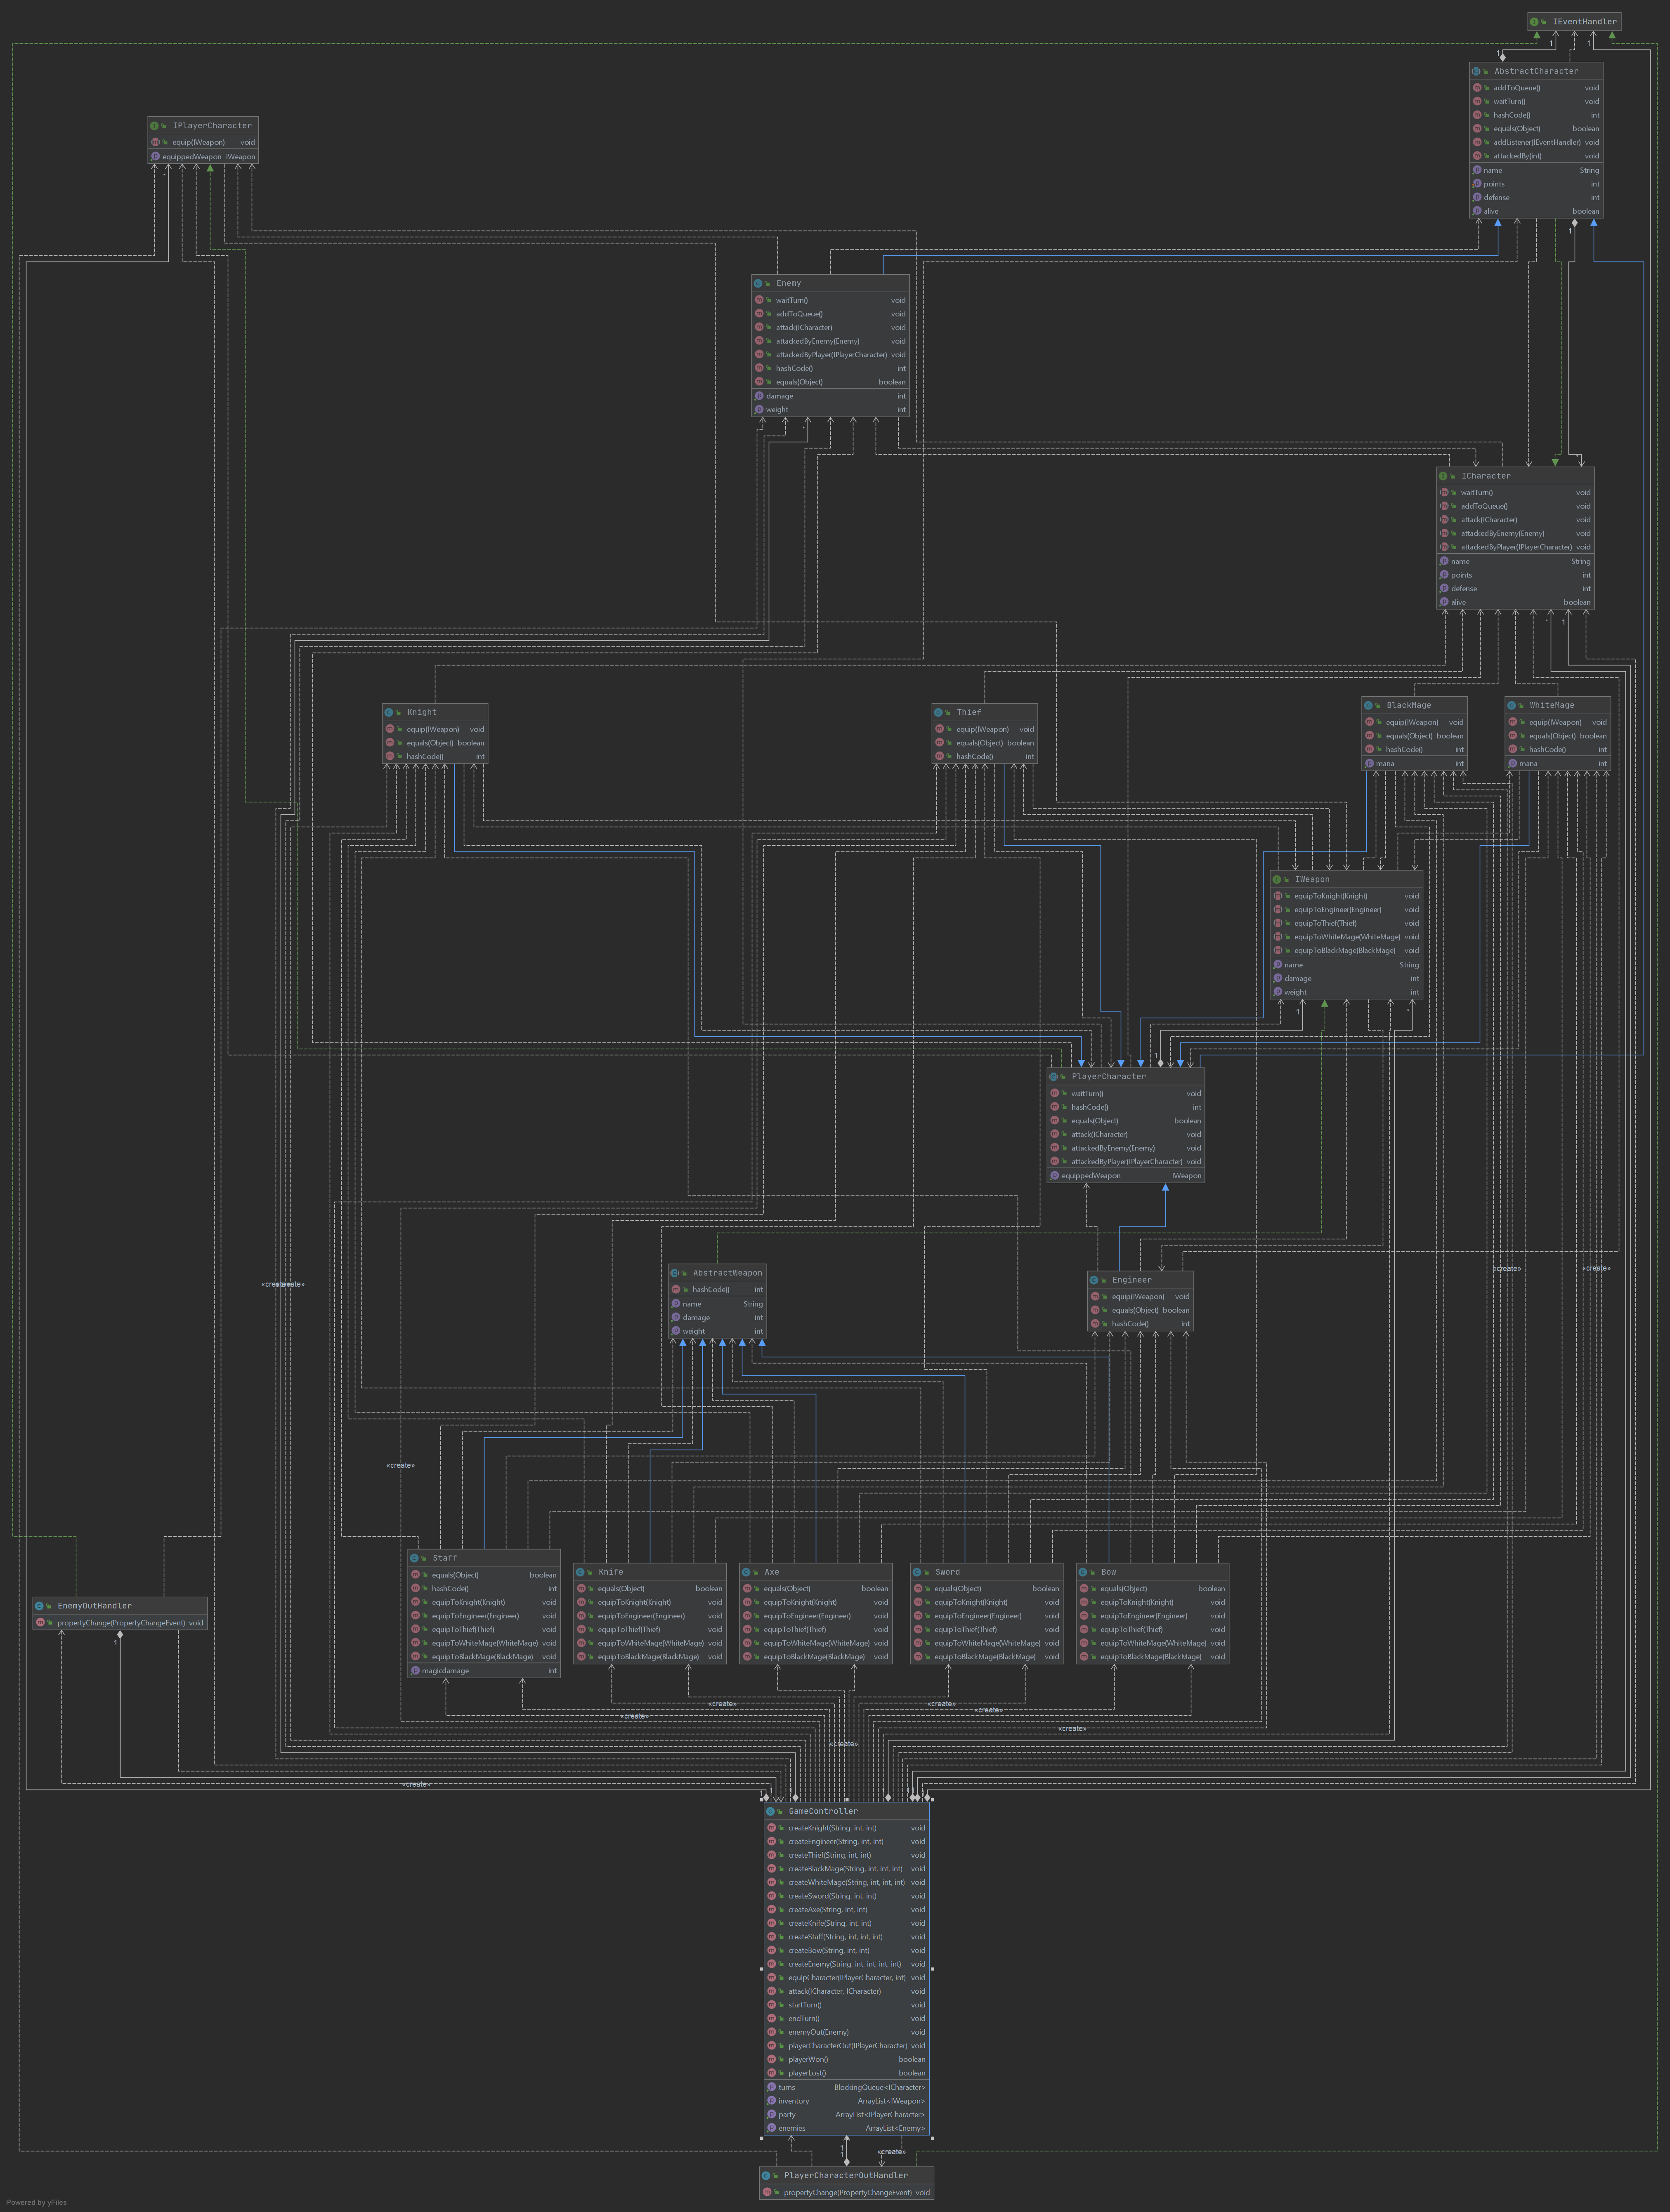 IEventHandler
1
1
1
AbstractCharacter
addToQueue() void
waitTurn() void
hashCode() int
equals(Object) boolean
addListener(IEventHandler) void
attackedBy(int) void
name String
points int
defense int
alive boolean
1
IPlayerCharacter
equip(IWeapon) void
equippedWeapon IWeapon
*
Enemy
waitTurn() void
addToQueue() void
attack(ICharacter) void
attackedByEnemy(Enemy) void
attackedByPlayer(IPlayerCharacter) void
hashCode() int
equals(Object) boolean
damage int
weight int
*
ICharacter
waitTurn() void
addToQueue() void
attack(ICharacter) void
attackedByEnemy(Enemy) void
attackedByPlayer(IPlayerCharacter) void
name String
points int
defense int
alive boolean
* 1
Knight
equip(IWeapon) void
equals(Object) boolean
hashCode() int
Thief
equip(IWeapon) void
equals(Object) boolean
hashCode() int
BlackMage
equip(IWeapon) void
equals(Object) boolean
hashCode() int
mana int
WhiteMage
equip(IWeapon) void
equals(Object) boolean
hashCode() int
mana int
IWeapon
equipToKnight(Knight) void
equipToEngineer(Engineer) void
equipToThief(Thief) void
equipToWhiteMage(WhiteMage) void
equipToBlackMage(BlackMage) void
name String
damage int
weight int
1 *
1
PlayerCharacter
waitTurn() void
hashCode() int
equals(Object) boolean
attack(ICharacter) void
attackedByEnemy(Enemy) void
attackedByPlayer(IPlayerCharacter) void
equippedWeapon IWeapon
AbstractWeapon
hashCode() int
name String
damage int
weight int
Engineer
equip(IWeapon) void
equals(Object) boolean
hashCode() int
«create»
«create»
«create»
«create»
Staff
equals(Object) boolean
hashCode() int
equipToKnight(Knight) void
equipToEngineer(Engineer) void
equipToThief(Thief) void
equipToWhiteMage(WhiteMage) void
equipToBlackMage(BlackMage) void
magicdamage int
Knife
equals(Object) boolean
equipToKnight(Knight) void
equipToEngineer(Engineer) void
equipToThief(Thief) void
equipToWhiteMage(WhiteMage) void
equipToBlackMage(BlackMage) void
Axe
equals(Object) boolean
equipToKnight(Knight) void
equipToEngineer(Engineer) void
equipToThief(Thief) void
equipToWhiteMage(WhiteMage) void
equipToBlackMage(BlackMage) void
Sword
equals(Object) boolean
equipToKnight(Knight) void
equipToEngineer(Engineer) void
equipToThief(Thief) void
equipToWhiteMage(WhiteMage) void
equipToBlackMage(BlackMage) void
Bow
equals(Object) boolean
equipToKnight(Knight) void
equipToEngineer(Engineer) void
equipToThief(Thief) void
equipToWhiteMage(WhiteMage) void
equipToBlackMage(BlackMage) void
EnemyOutHandler
propertyChange(PropertyChangeEvent) void
1
«create»
«create»
«create»
«create»
«create»
«create»
«create»
GameController
createKnight(String, int, int) void
createEngineer(String, int, int) void
createThief(String, int, int) void
createBlackMage(String, int, int, int) void
createWhiteMage(String, int, int, int) void
createSword(String, int, int) void
createAxe(String, int, int) void
createKnife(String, int, int) void
createStaff(String, int, int, int) void
createBow(String, int, int) void
createEnemy(String, int, int, int, int) void
equipCharacter(IPlayerCharacter, int) void
attack(ICharacter, ICharacter) void
startTurn() void
endTurn() void
enemyOut(Enemy) void
playerCharacterOut(IPlayerCharacter) void
playerWon() boolean
playerLost() boolean
turns BlockingQueue<ICharacter>
inventory ArrayList<IWeapon>
party ArrayList<IPlayerCharacter>
enemies ArrayList<Enemy>
1
1
«create»
PlayerCharacterOutHandler
propertyChange(PropertyChangeEvent) void
Powered by yFiles